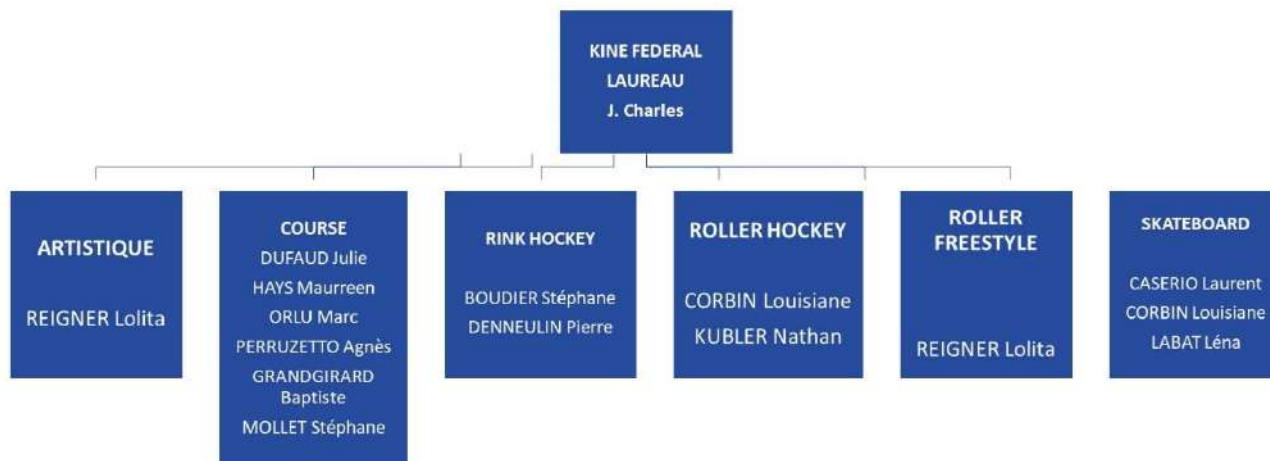 KINE FEDERAL
LAUREAU
J. Charles
ARTISTIQUE
REIGNER Lolita
COURSE
DUFAUD Julie
HAYS Maurreen
ORLU Marc
PERRUZETTO Agnès
GRANDGIRARD
Baptiste
MOLLET Stéphane
RINK HOCKEY
BOUDIER Stéphane
DENNEULIN Pierre
ROLLER HOCKEY
CORBIN Louisiane
KUBLER Nathan
ROLLER
FREESTYLE
REIGNER Lolita
SKATEBOARD
CASERIO Laurent
CORBIN Louisiane
LABAT Léna